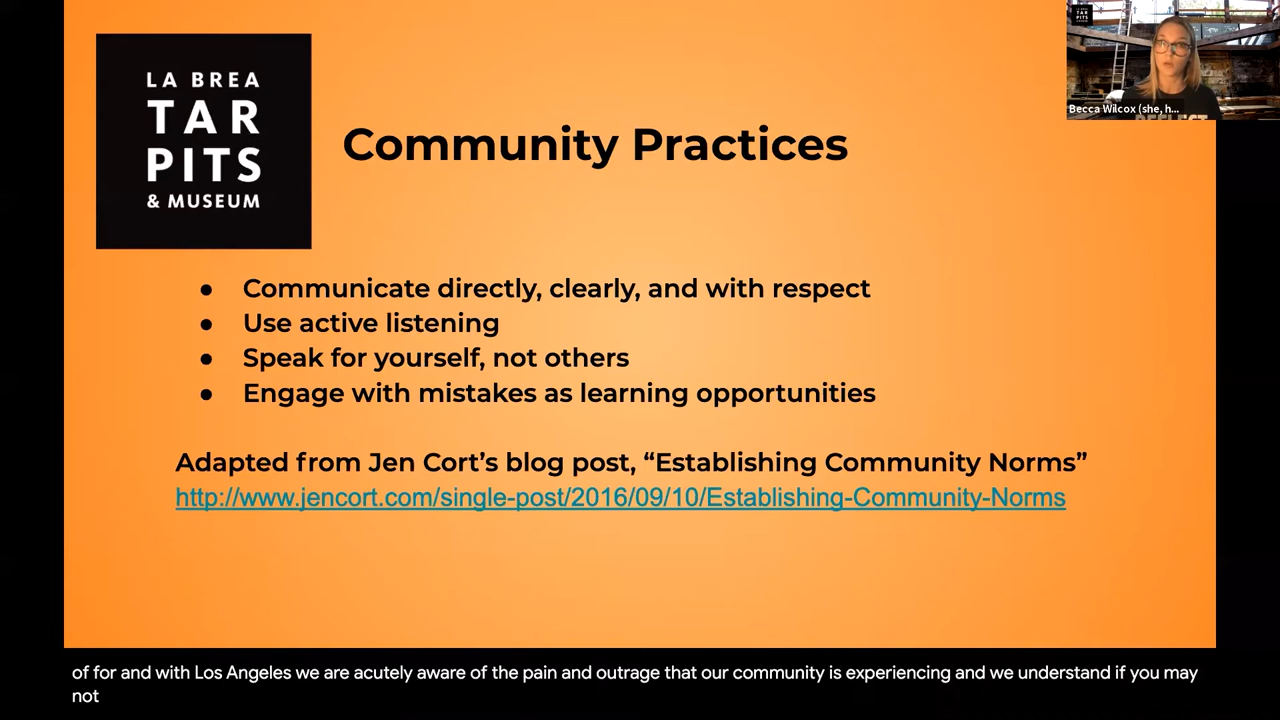 LA BREA
TAR
PITS
& MUSEUM
Community Practices
Becca Wilcox (she, h...
● Communicate directly, clearly, and with respect
● Use active listening
● Speak for yourself, not others
● Engage with mistakes as learning opportunities
Adapted from Jen Cort’s blog post, “Establishing Community Norms”
http://www.jencort.com/single-post/2016/09/10/Establishing-Community-Norms
of for and with Los Angeles we are acutely aware of the pain and outrage that our community is experiencing and we understand if you may
not